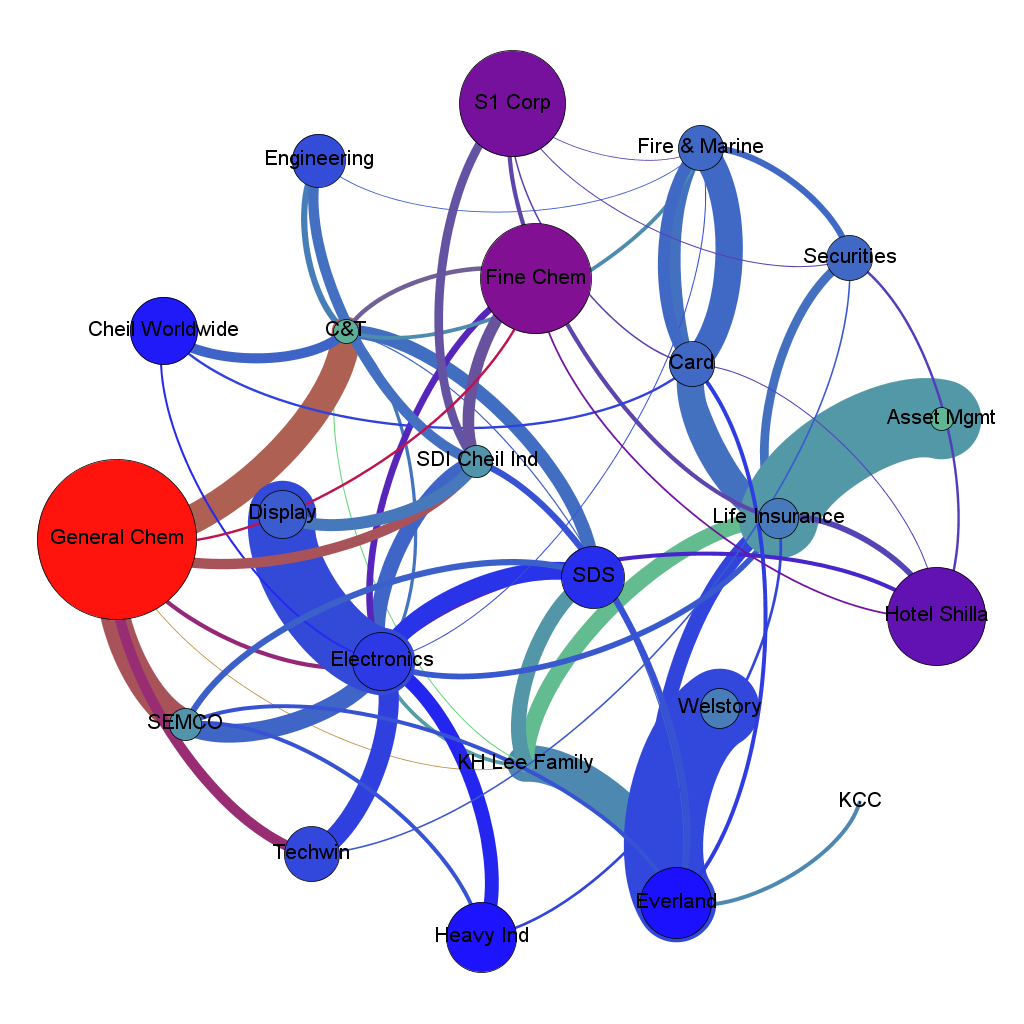 S1 Corp
Fire & Marine
Engineering
Securities
Fine Chem
Cheil Worldwide
C&T
Card
Asset Mgmt
SDI Cheil Ind
Display
Life Insurance
General Chem
SDS
Hotel Shilla
Electronics
Welstory
SEMCO
KH Lee Family
KCC
Techwin
Everland
Heavy Ind